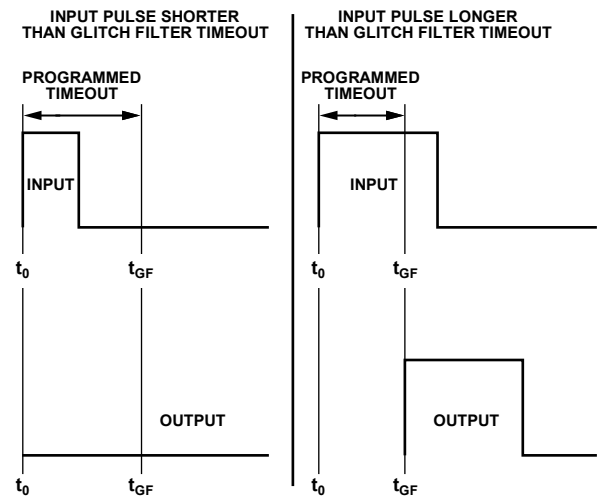 INPUT PULSE SHORTER
THAN GLITCH FILTER TIMEOUT
PROGRAMMED
TIMEOUT
INPUT
t0
tGF
OUTPUT
t0
tGF
INPUT PULSE LONGER
THAN GLITCH FILTER TIMEOUT
PROGRAMMED
TIMEOUT
INPUT
t0
tGF
OUTPUT
t0
tGF